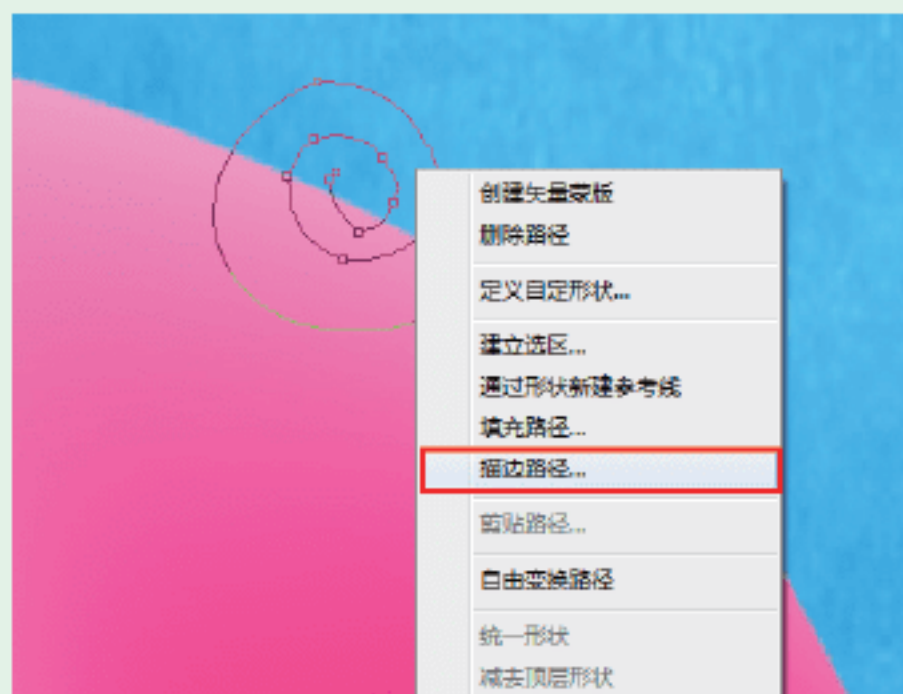 创建矢量蒙版
删除路径
定义自定形状...
建立选区...
通过形状新建参考线
填充路径...
描边路径...
剪贴路径...
自由变换路径
统一形状
减去顶层形状